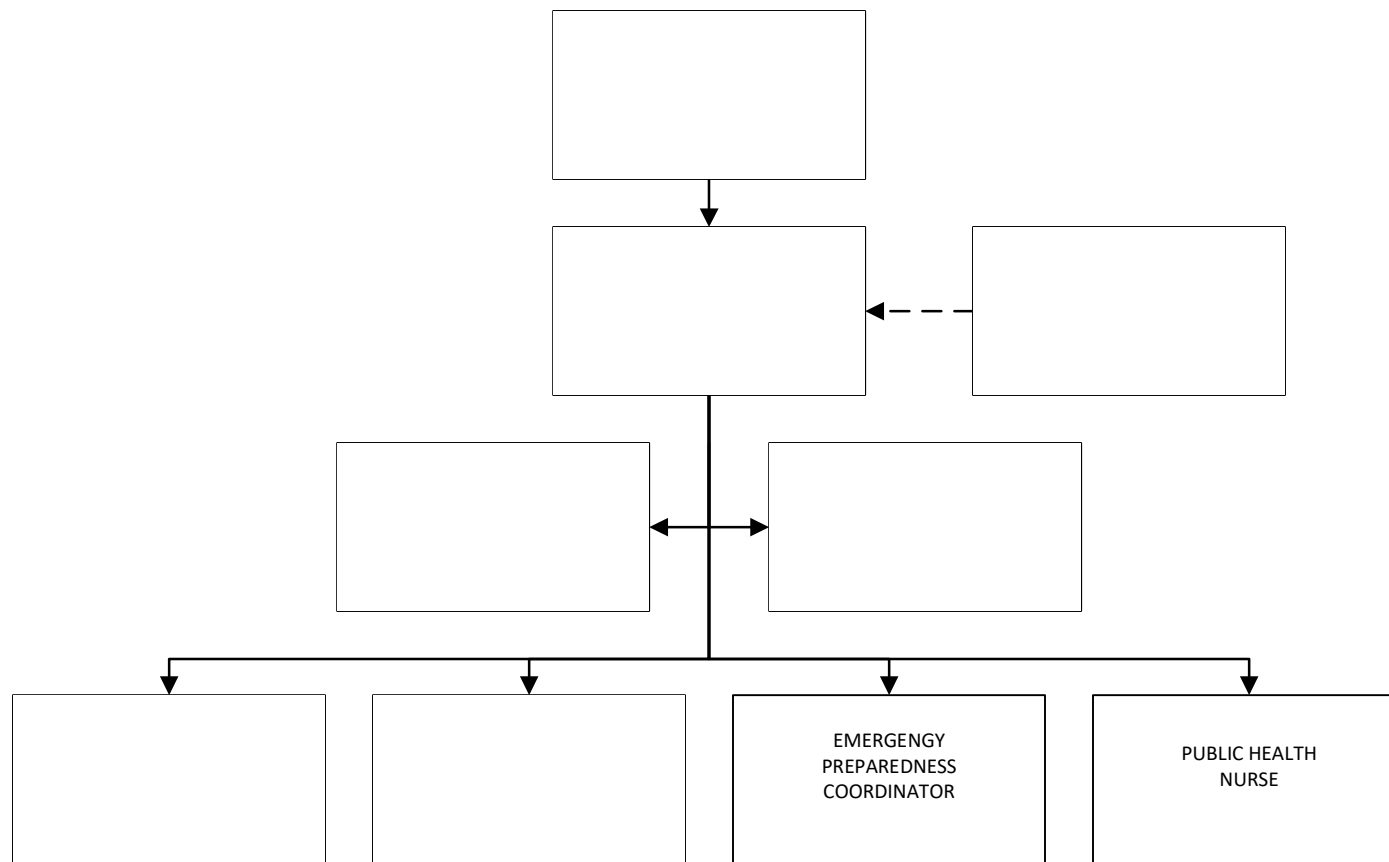 EMERGENGY
PREPAREDNESS
COORDINATOR
PUBLIC HEALTH
NURSE